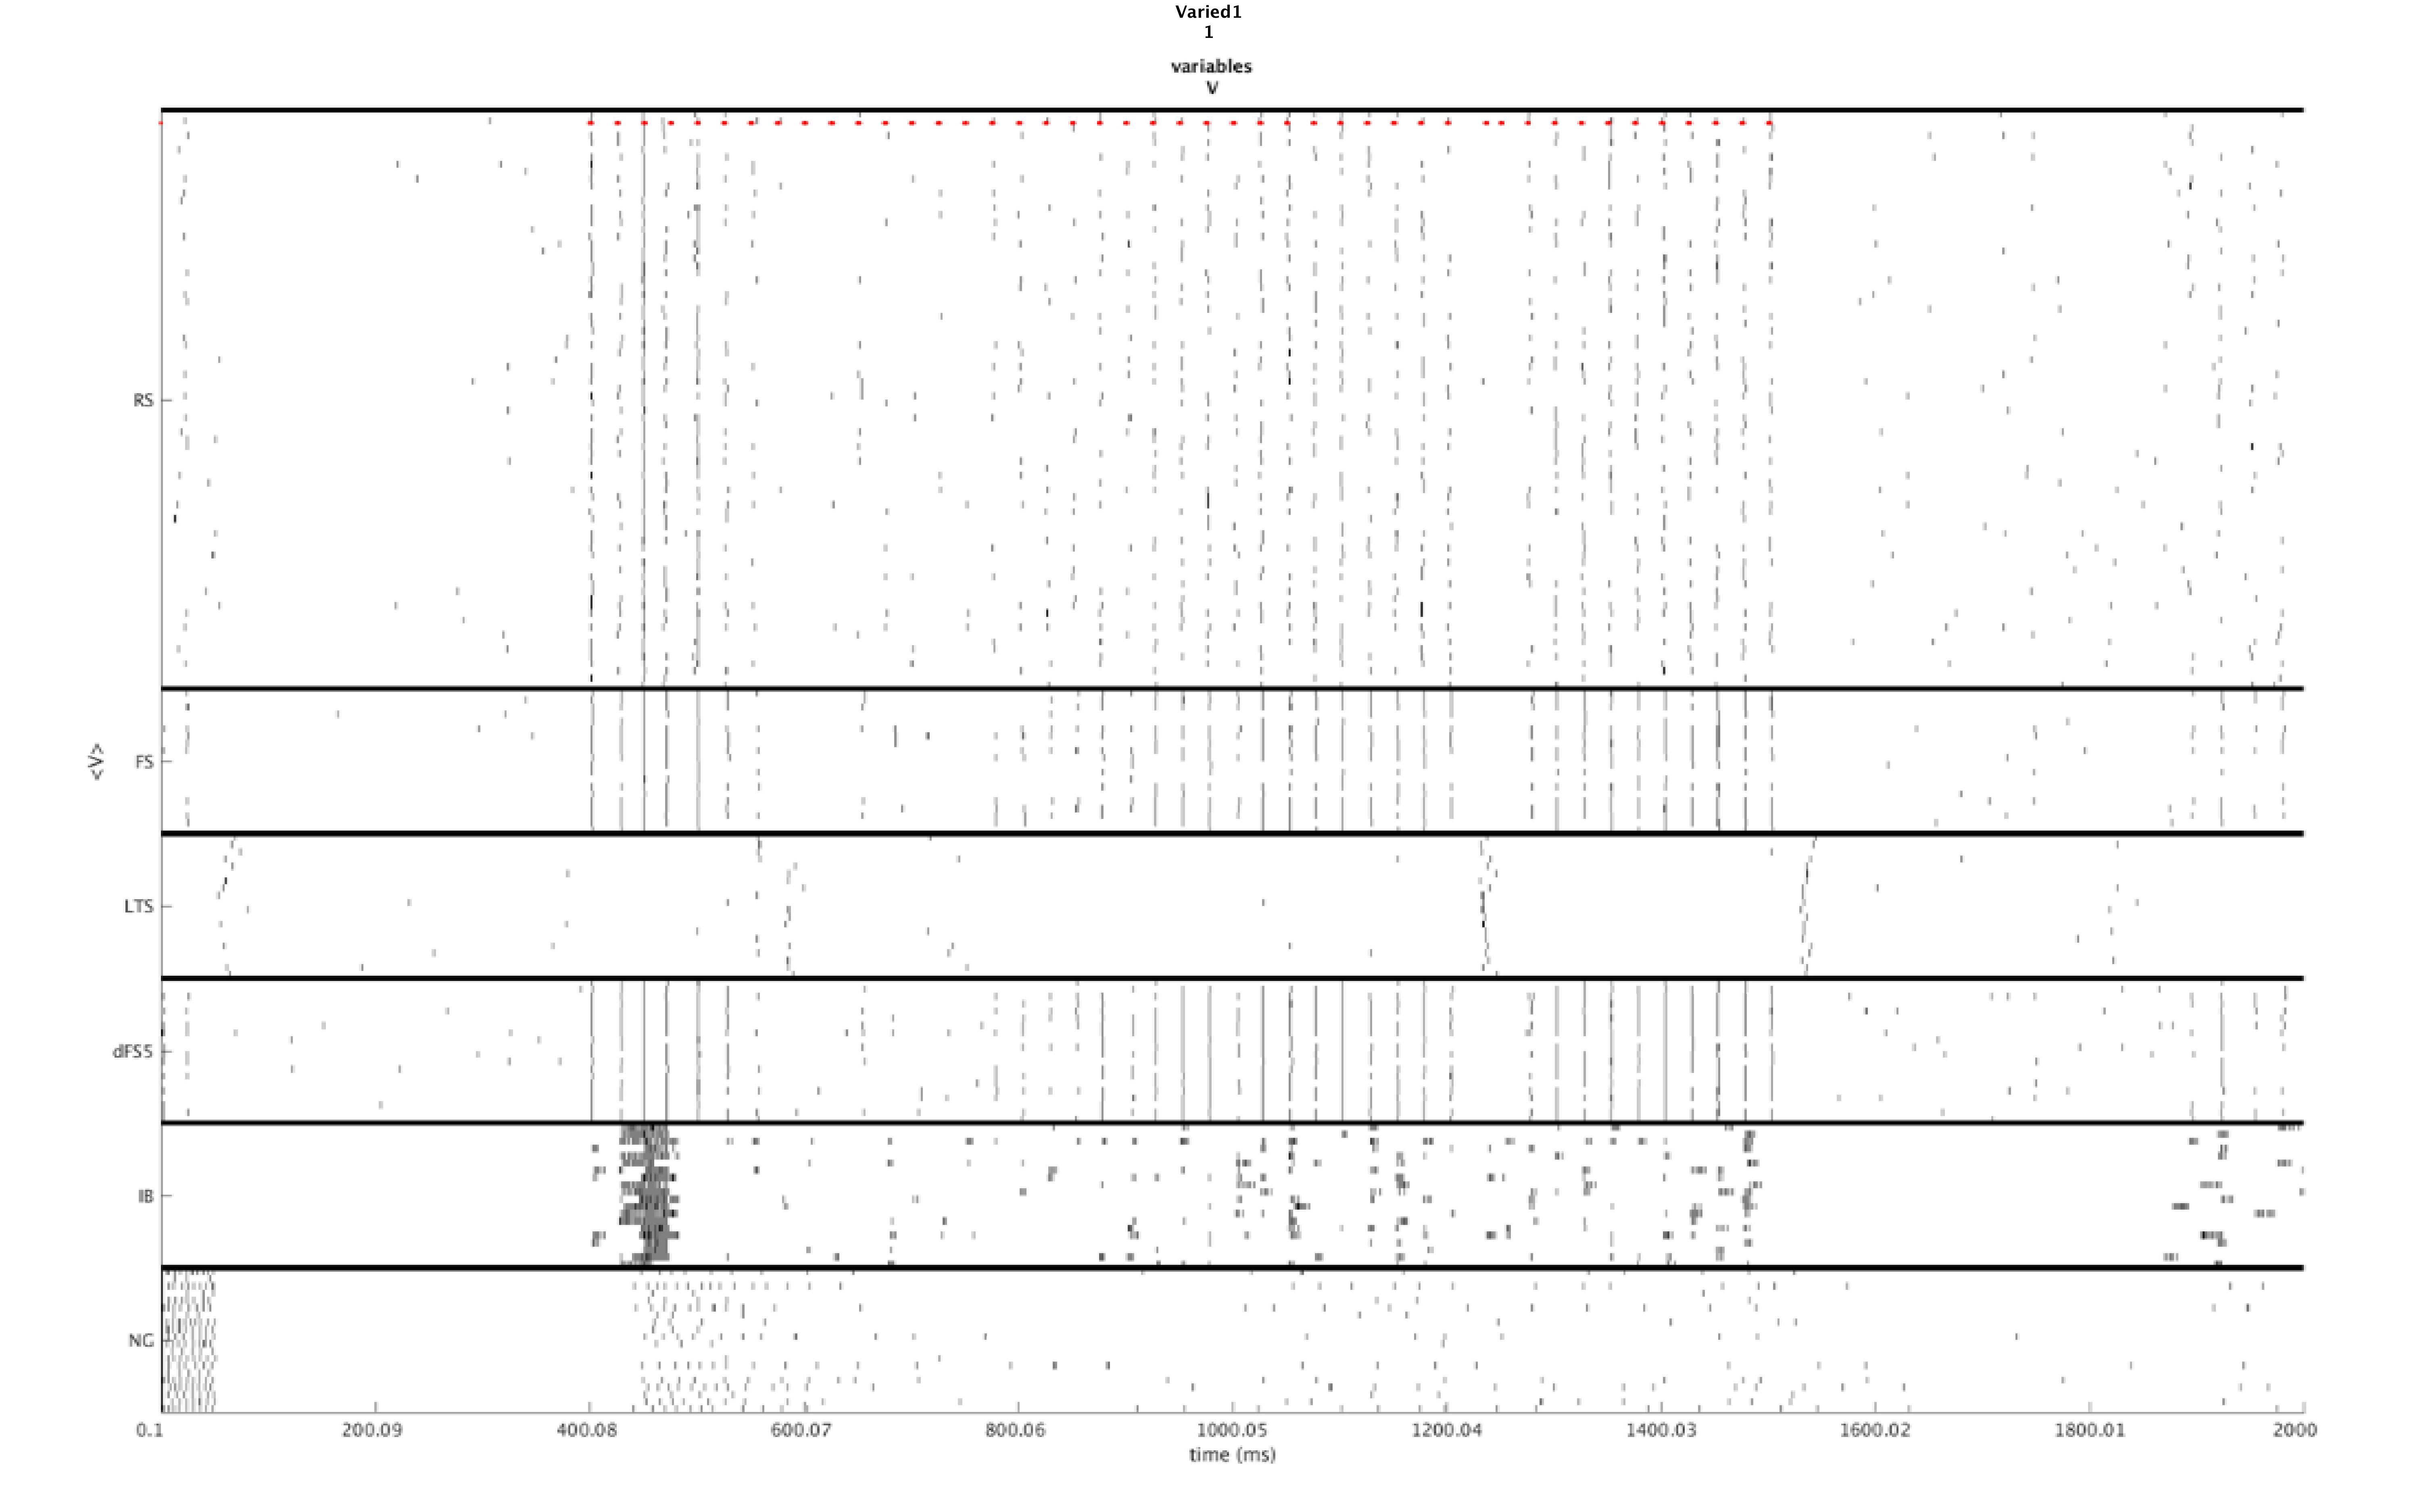 Varied1
1
variables
V
RS
FS
LTS
dFS5
IB
NG
<V>
0.1 200.09 400.08 600.07 800.06 1000.05 1200.04 1400.03 1600.02 1800.01 2000
time (ms)